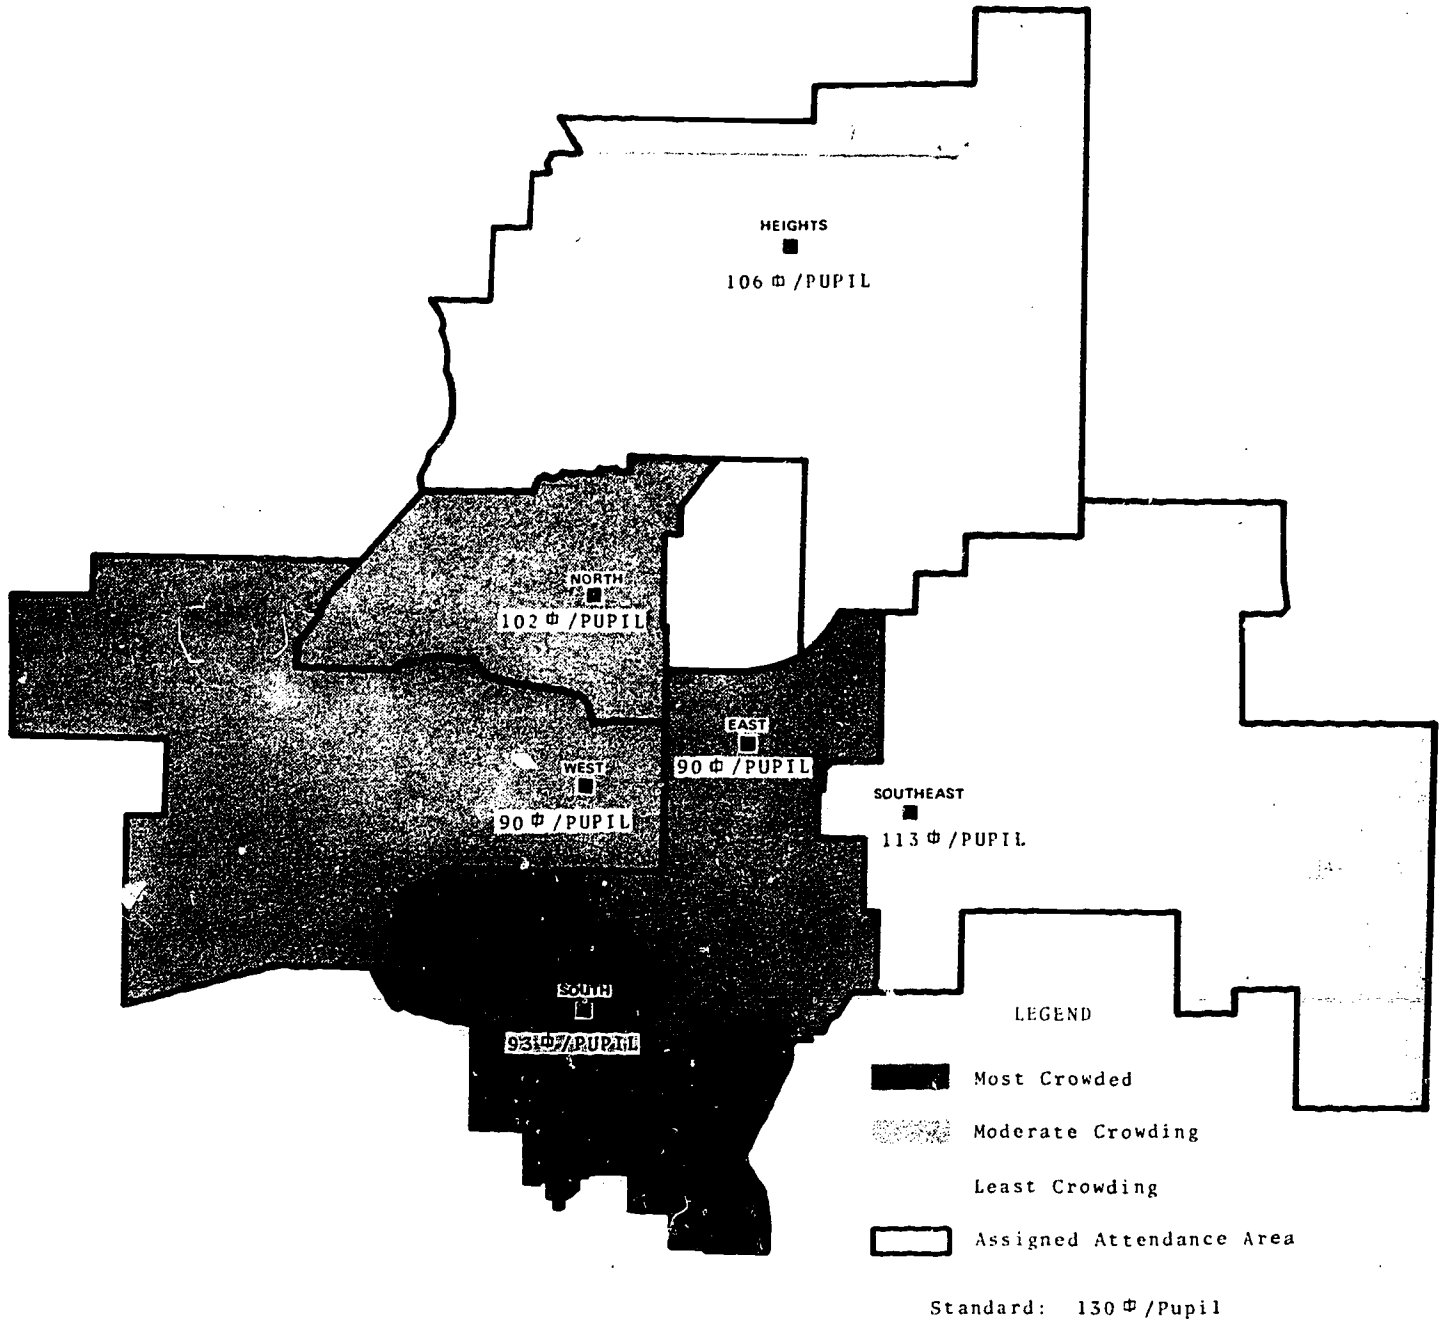 HEIGHTS
106 ⏍/PUPIL
NORTH
102 ⏍/PUPIL
EAST
90 ⏍/PUPIL
WEST
90 ⏍/PUPIL
SOUTHEAST
113 ⏍/PUPIL
SOUTH
93 ⏍/PUPIL
LEGEND
Most Crowded
Moderate Crowding
Least Crowding
Assigned Attendance Area
Standard: 130 ⏍/Pupil